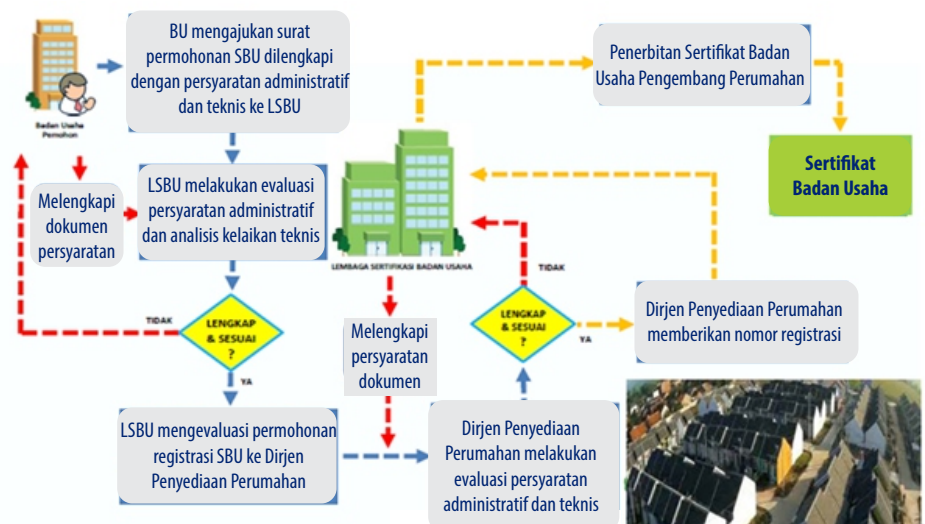 BU mengajukan surat
permohonan SBU dilengkapi
dengan persyaratan administratif
dan teknis ke LSBU
Badan Usaha
Pemohon
Melengkapi
dokumen
persyaratan
LSBU melakukan evaluasi
persyaratan administratif
dan analisis kelaikan teknis
TIDAK
LENGKAP
& SESUAI
?
YA
LSBU mengevaluasi permohonan
registrasi SBU ke Dirjen
Penyediaan Perumahan
LEMBAGA SERTIFIKASI BADAN USAHA
Melengkapi
persyaratan
dokumen
Dirjen Penyediaan
Perumahan melakukan
evaluasi persyaratan
administratif dan teknis
TIDAK
LENGKAP
& SESUAI
?
YA
Dirjen Penyediaan Perumahan
memberikan nomor registrasi
Penerbitan Sertifikat Badan
Usaha Pengembang Perumahan
Sertifikat
Badan Usaha